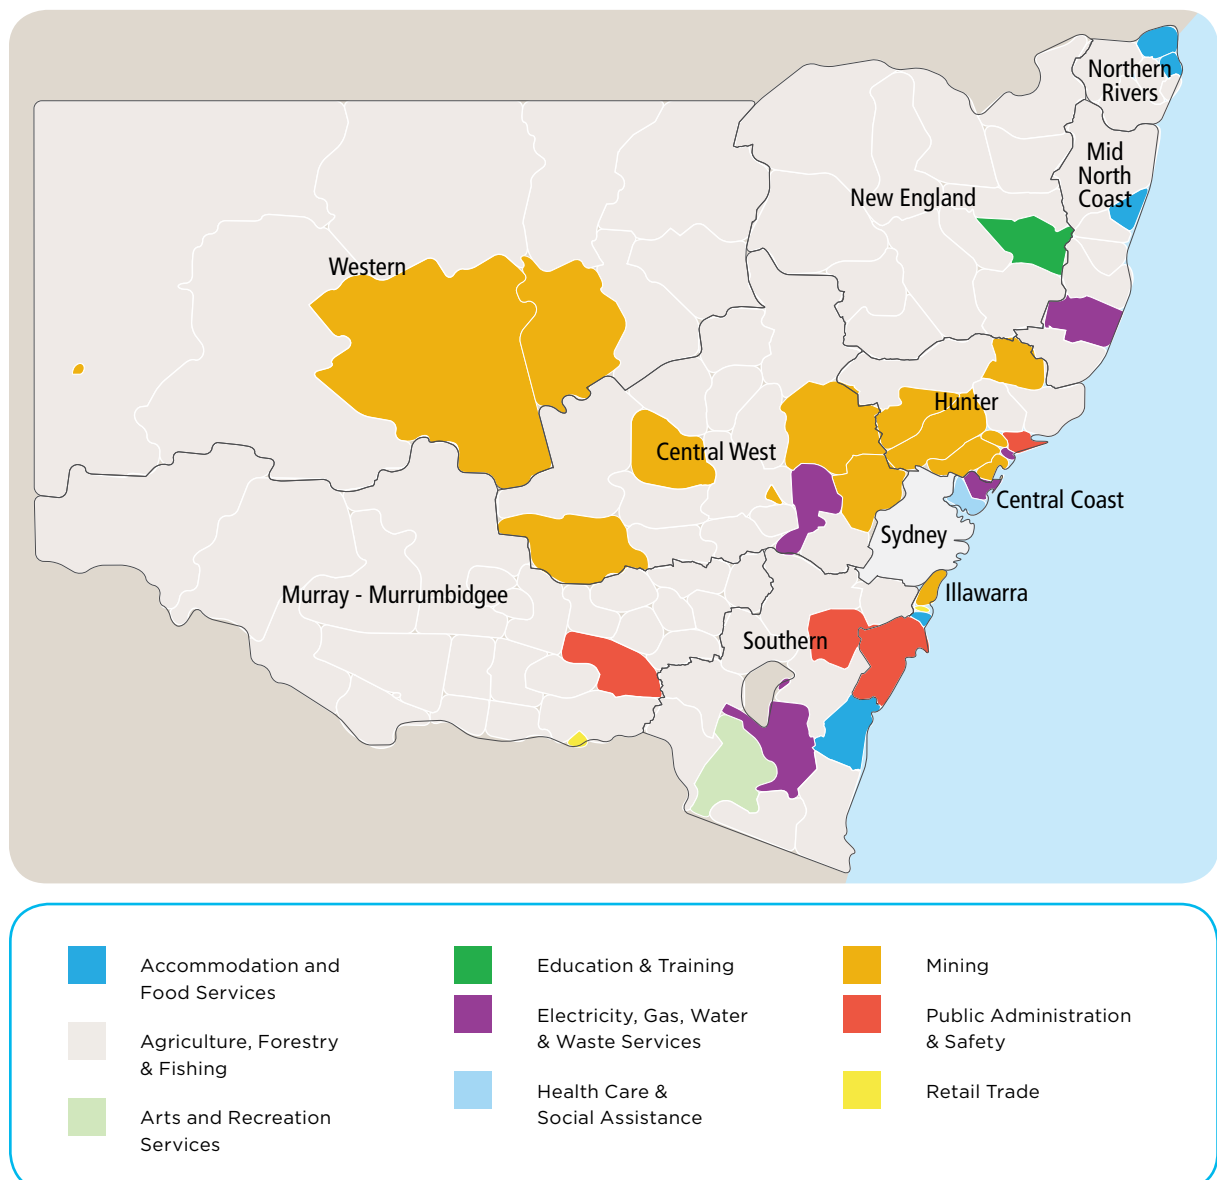 Northern
Rivers
Mid
North
Coast
New England
Western
Hunter
Central West
Central Coast
Sydney
Illawarra
Murray - Murrumbidgee
Southern
Accommodation and
Food Services
Agriculture, Forestry
& Fishing
Arts and Recreation
Services
Education & Training
Electricity, Gas, Water
& Waste Services
Health Care &
Social Assistance
Mining
Public Administration
& Safety
Retail Trade